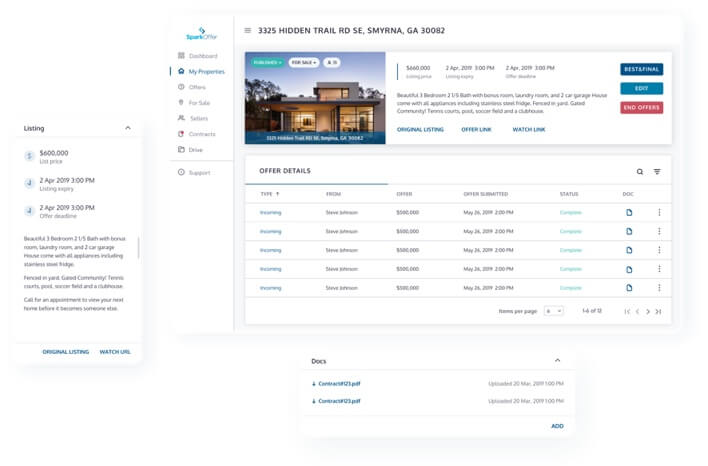 SparkOffer
Dashboard
My Properties
Offers
For Sale
Sellers
Contracts
Drive
Support
3325 HIDDEN TRAIL RD SE, SMYRNA, GA 30082
PUBLISHED
FOR SALE
3325 Hidden Trail RD SE, Smyrna, GA, 30082
$660,000
Listing price
2 Apr, 2019 3:00 PM
Listing expiry
2 Apr, 2019 3:00 PM
Offer deadline
Beautiful 3 Bedroom 2 1/5 Bath with bonus room, laundry room, and 2 car garage House
come with all appliances including stainless steel fridge. Fenced in yard. Gated
Community! Tennis courts, pool, soccer field and a clubhouse.
ORIGINAL LISTING OFFER LINK WATCH LINK
BEST&FINAL
EDIT
END OFFERS
OFFER DETAILS
TYPE FROM OFFER OFFER SUBMITTED STATUS DOC
Incoming Steve Johnson $500,000 May 26, 2019 2:00 PM Complete
Incoming Steve Johnson $500,000 May 26, 2019 2:00 PM Complete
Incoming Steve Johnson $500,000 May 26, 2019 2:00 PM Complete
Incoming Steve Johnson $500,000 May 26, 2019 2:00 PM Complete
Incoming Steve Johnson $500,000 May 26, 2019 2:00 PM Complete
Items per page 6 1-6 of 12
Listing
$
$600,000
List price
2 Apr 2019 3:00 PM
Listing expiry
2 Apr 2019 3:00 PM
Offer deadline
Beautiful 3 Bedroom 2 1/5 Bath with bonus
room, laundry room, and 2 car garage
House come with all appliances including
stainless steel fridge.
Fenced in yard. Gated Community! Tennis
courts, pool, soccer field and a clubhouse.
Call for an appointment to view your next
home before it becomes someone else.
ORIGINAL LISTING WATCH URL
Docs
Contract#123.pdf Uploaded 20 Mar, 2019 1:00 PM
Contract#123.pdf Uploaded 20 Mar, 2019 1:00 PM
ADD